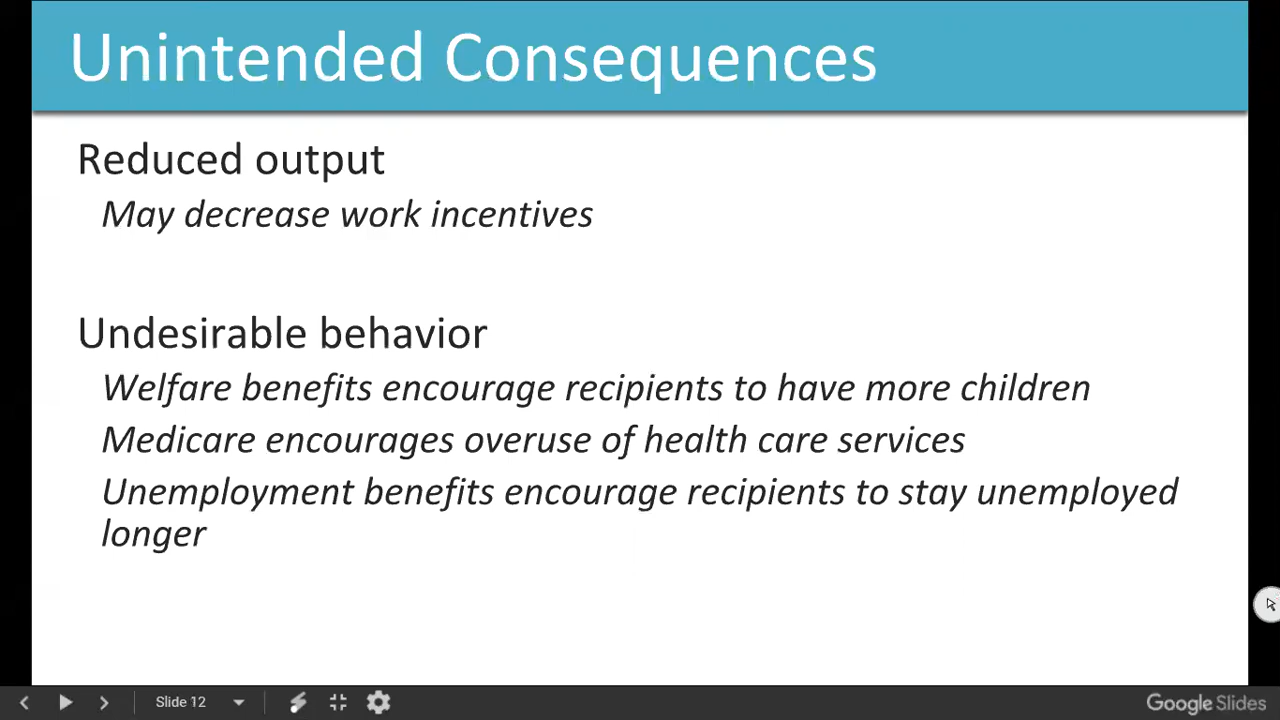 Unintended Consequences
Reduced output
May decrease work incentives
Undesirable behavior
Welfare benefits encourage recipients to have more children
Medicare encourages overuse of health care services
Unemployment benefits encourage recipients to stay unemployed
longer
Slide 12
Google Slides